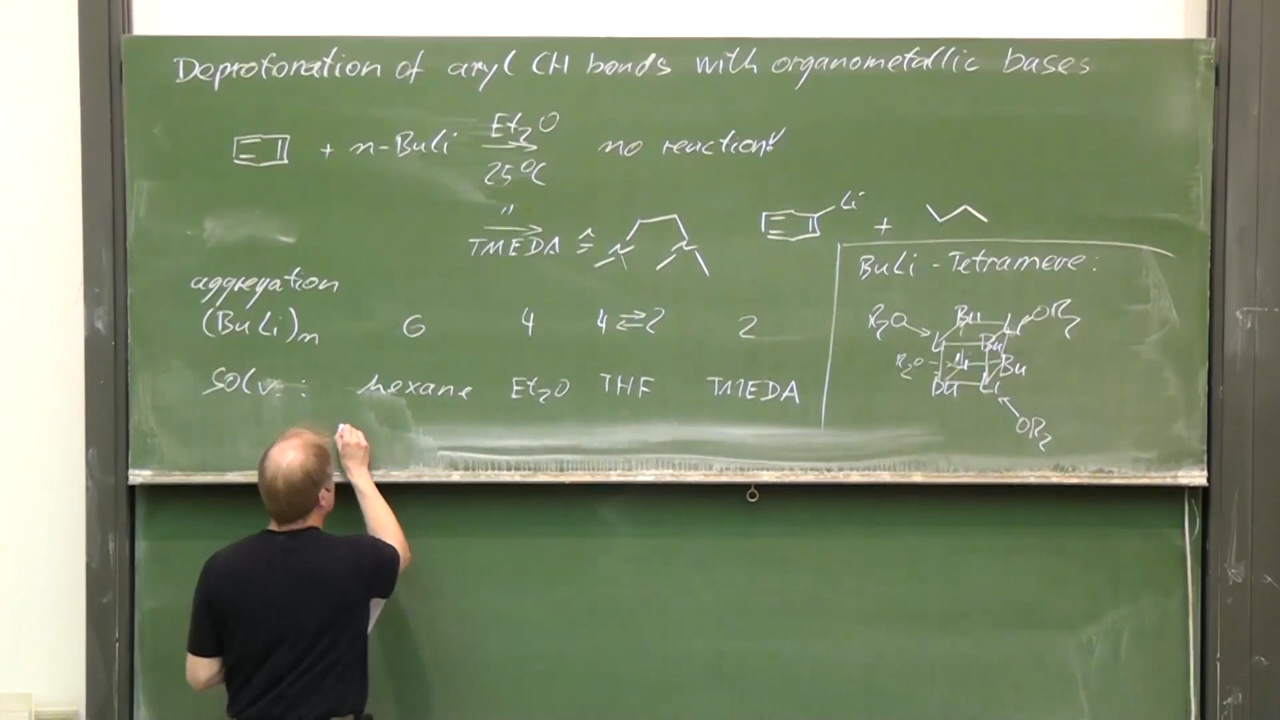 Deprotonation of aryl CH bonds with organometallic bases
+ n-BuLi Et2O 25°C no reaction!
" TMEDA ≙ N N Li +
aggregation
(BuLi)n 6 4 4 ⇄ 2 2
Solv.: hexane Et2O THF TMEDA
BuLi - Tetramere:
R2O Bu Li OR2
Li Bu
R2O Li Bu
Bu Li
OR2